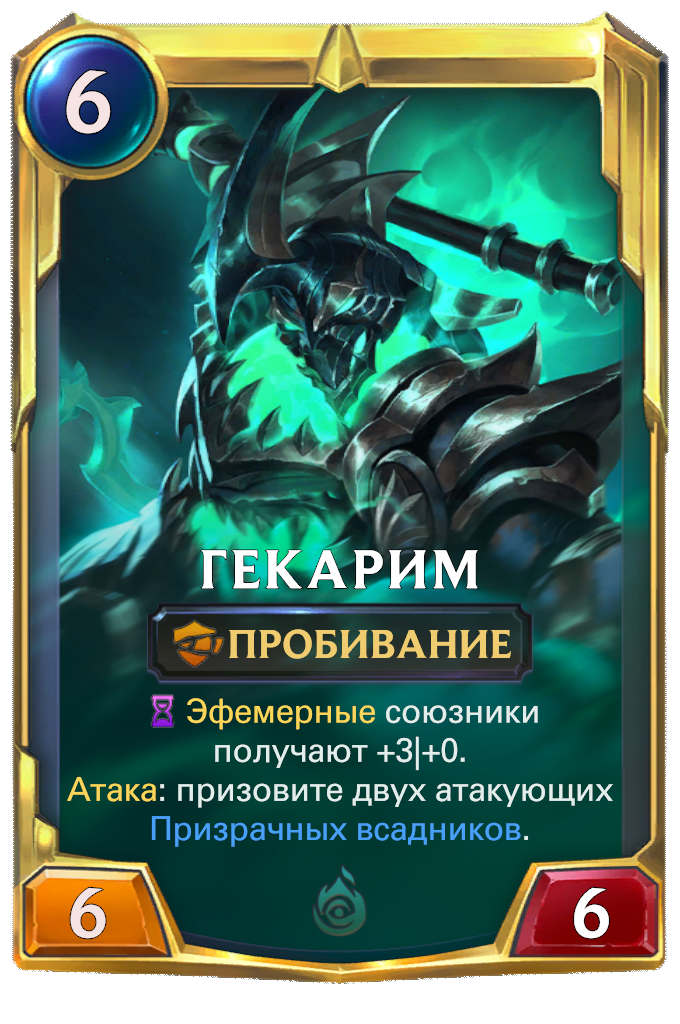 6
ГЕКАРИМ
ПРОБИВАНИЕ
Эфемерные союзники
получают +3|+0.
Атака: призовите двух атакующих
Призрачных всадников.
6 6